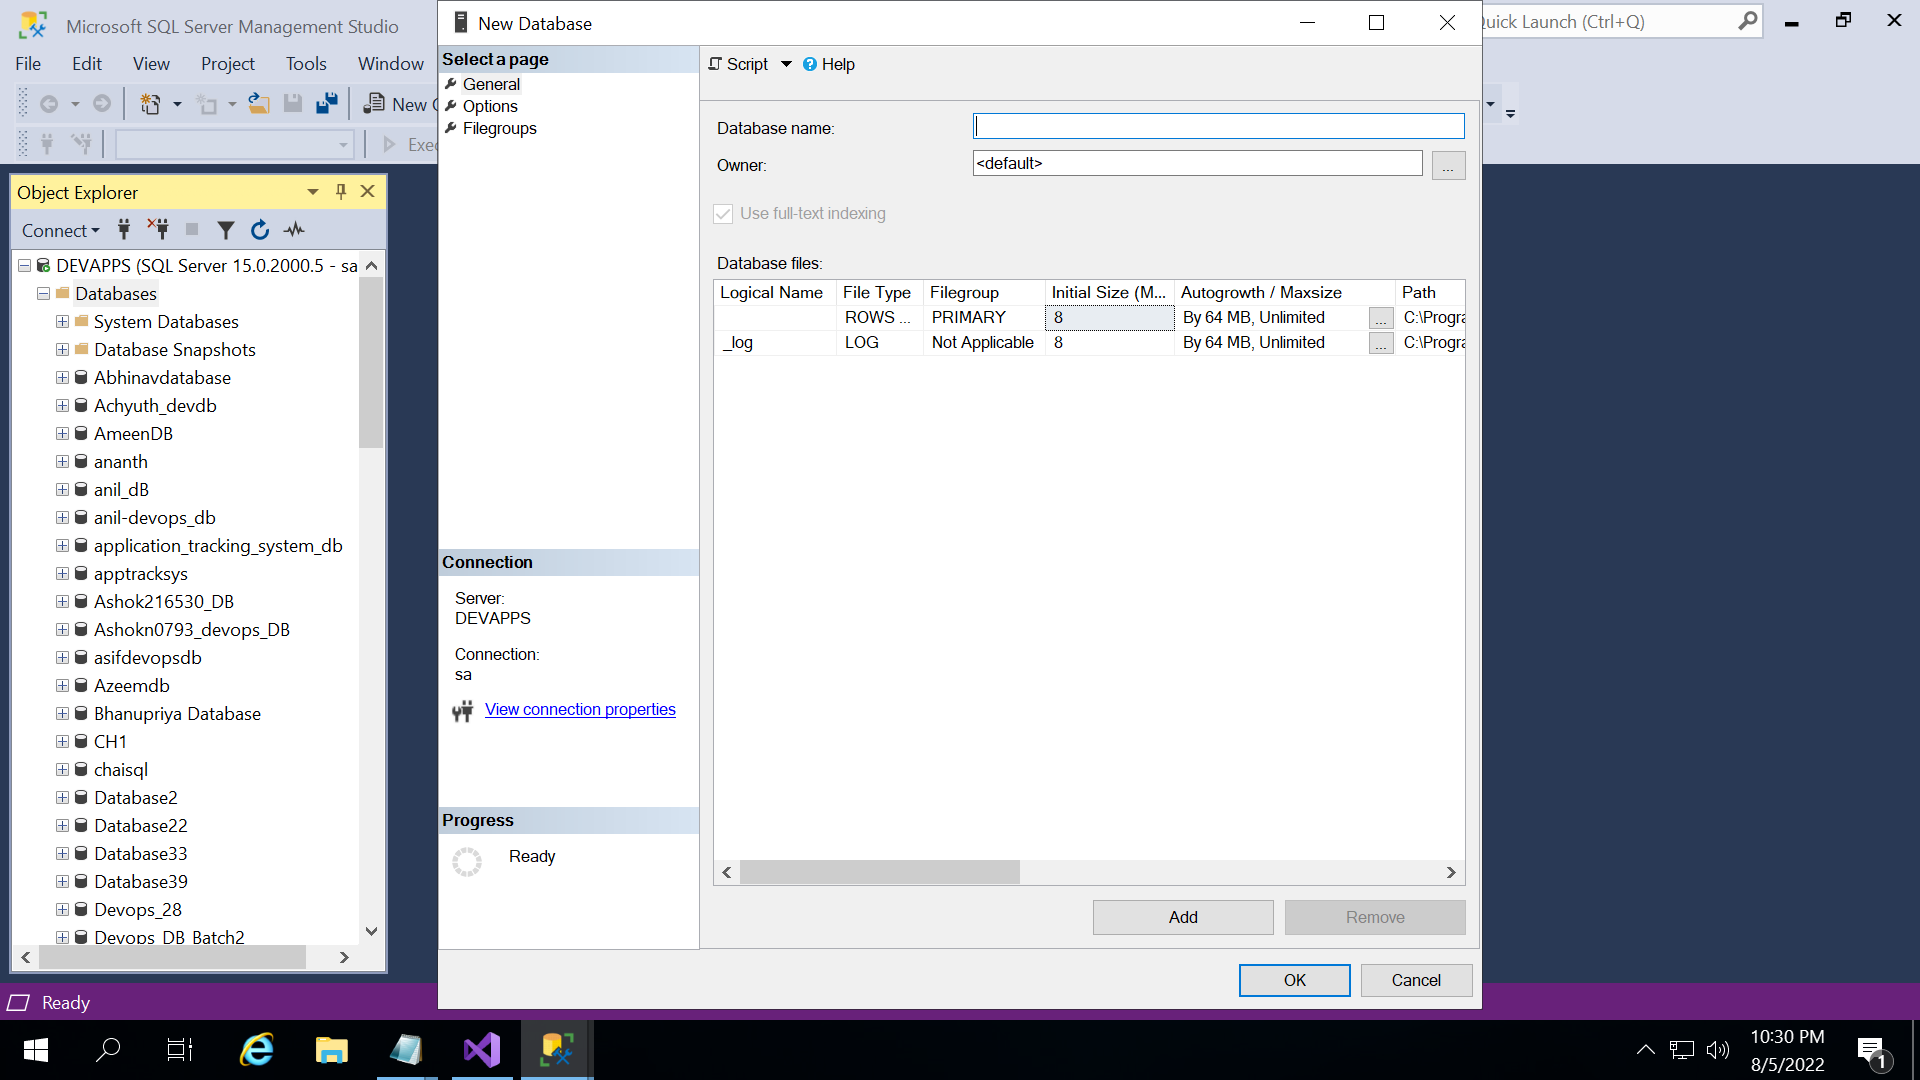 Microsoft SQL Server Management Studio
File Edit View Project Tools Window
New
Object Explorer
Connect
DEVAPPS (SQL Server 15.0.2000.5 - sa
Databases
System Databases
Database Snapshots
Abhinavdatabase
Achyuth_devdb
AmeenDB
ananth
anil_dB
anil-devops_db
application_tracking_system_db
apptracksys
Ashok216530_DB
Ashokn0793_devops_DB
asifdevopsdb
Azeemdb
Bhanupriya Database
CH1
chaisql
Database2
Database22
Database33
Database39
Devops_28
Devops_DB_Batch2
Ready
New Database
Select a page
General
Options
Filegroups
Connection
Server:
DEVAPPS
Connection:
sa
View connection properties
Progress
Ready
Script Help
Database name:
Owner: <default> ...
Use full-text indexing
Database files:
Logical Name File Type Filegroup Initial Size (M... Autogrowth / Maxsize Path
ROWS ... PRIMARY 8 By 64 MB, Unlimited ... C:\Progra
_log LOG Not Applicable 8 By 64 MB, Unlimited ... C:\Progra
Add Remove
OK Cancel
Quick Launch (Ctrl+Q)
10:30 PM
8/5/2022
1